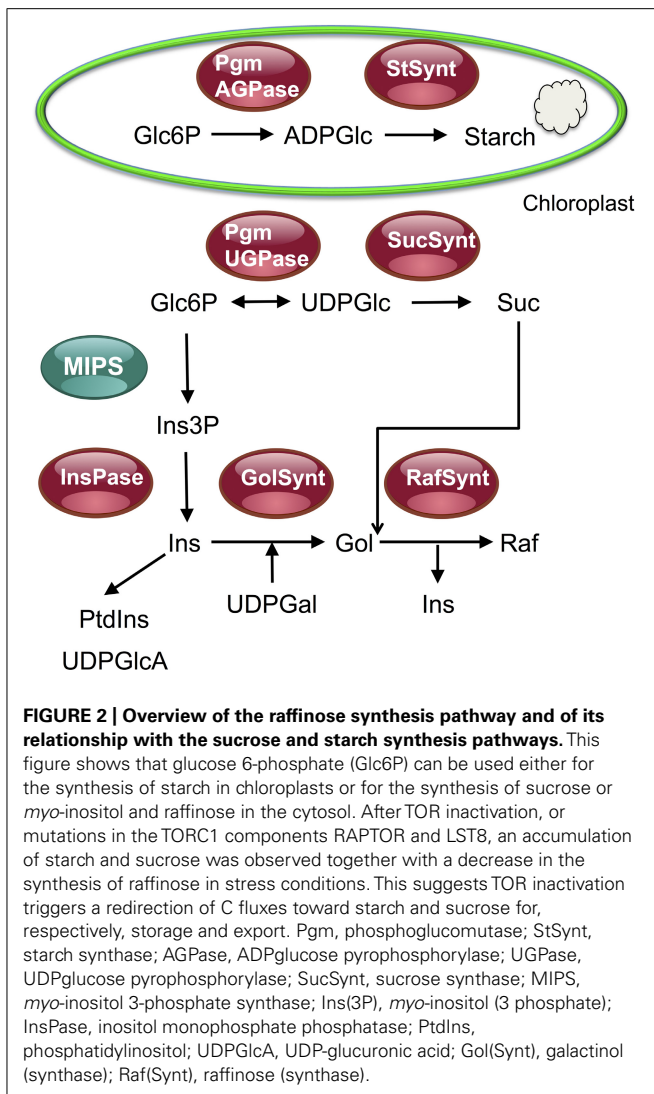 Pgm
AGPase
StSynt
Glc6P
ADPGlc
Starch
Chloroplast
Pgm
UGPase
SucSynt
Glc6P
UDPGlc
Suc
MIPS
Ins3P
InsPase
GolSynt
RafSynt
Ins
Gol
Raf
PtdIns
UDPGal
Ins
UDPGlcA
FIGURE 2 | Overview of the raffinose synthesis pathway and of its
relationship with the sucrose and starch synthesis pathways. This
figure shows that glucose 6-phosphate (Glc6P) can be used either for
the synthesis of starch in chloroplasts or for the synthesis of sucrose or
myo-inositol and raffinose in the cytosol. After TOR inactivation, or
mutations in the TORC1 components RAPTOR and LST8, an accumulation
of starch and sucrose was observed together with a decrease in the
synthesis of raffinose in stress conditions. This suggests TOR inactivation
triggers a redirection of C fluxes toward starch and sucrose for,
respectively, storage and export. Pgm, phosphoglucomutase; StSynt,
starch synthase; AGPase, ADPglucose pyrophosphorylase; UGPase,
UDPglucose pyrophosphorylase; SucSynt, sucrose synthase; MIPS,
myo-inositol 3-phosphate synthase; Ins(3P), myo-inositol (3 phosphate);
InsPase, inositol monophosphate phosphatase; PtdIns,
phosphatidylinositol; UDPGlcA, UDP-glucuronic acid; Gol(Synt), galactinol
(synthase); Raf(Synt), raffinose (synthase).